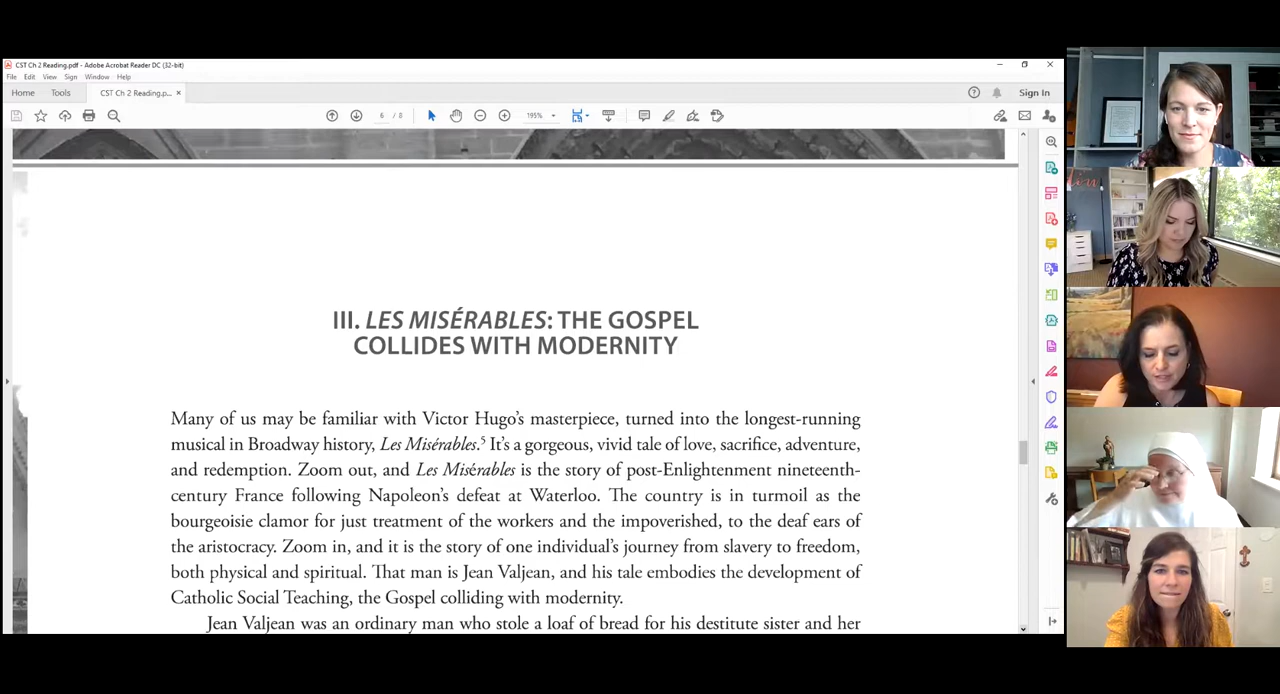 CST Ch 2 Reading.pdf - Adobe Acrobat Reader DC (32-bit)
File Edit View Sign Window Help
Home Tools CST Ch 2 Reading.p... × Sign In
6 / 8 195%
III. LES MISÉRABLES: THE GOSPEL
COLLIDES WITH MODERNITY
Many of us may be familiar with Victor Hugo’s masterpiece, turned into the longest-running
musical in Broadway history, Les Misérables.5 It’s a gorgeous, vivid tale of love, sacrifice, adventure,
and redemption. Zoom out, and Les Misérables is the story of post-Enlightenment nineteenth-
century France following Napoleon’s defeat at Waterloo. The country is in turmoil as the
bourgeoisie clamor for just treatment of the workers and the impoverished, to the deaf ears of
the aristocracy. Zoom in, and it is the story of one individual’s journey from slavery to freedom,
both physical and spiritual. That man is Jean Valjean, and his tale embodies the development of
Catholic Social Teaching, the Gospel colliding with modernity.
Jean Valjean was an ordinary man who stole a loaf of bread for his destitute sister and her